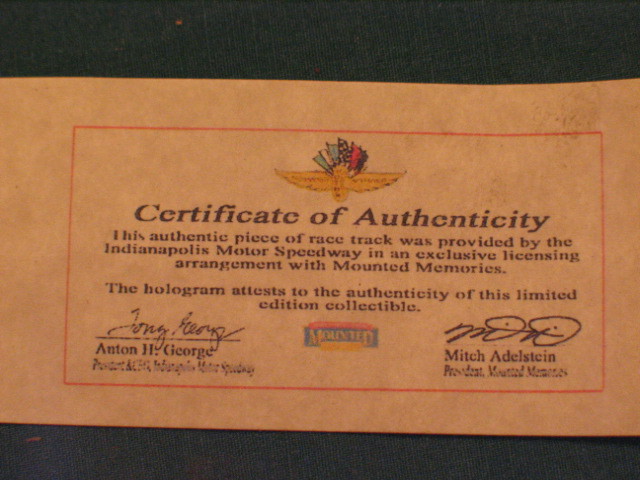 Certificate of Authenticity
This authentic piece of race track was provided by the
Indianapolis Motor Speedway in an exclusive licensing
arrangement with Mounted Memories.
The hologram attests to the authenticity of this limited
edition collectible.
Tony George
Anton H. George
President & CEO, Indianapolis Motor Speedway
MOUNTED
Mitch Adelstein
President, Mounted Memories